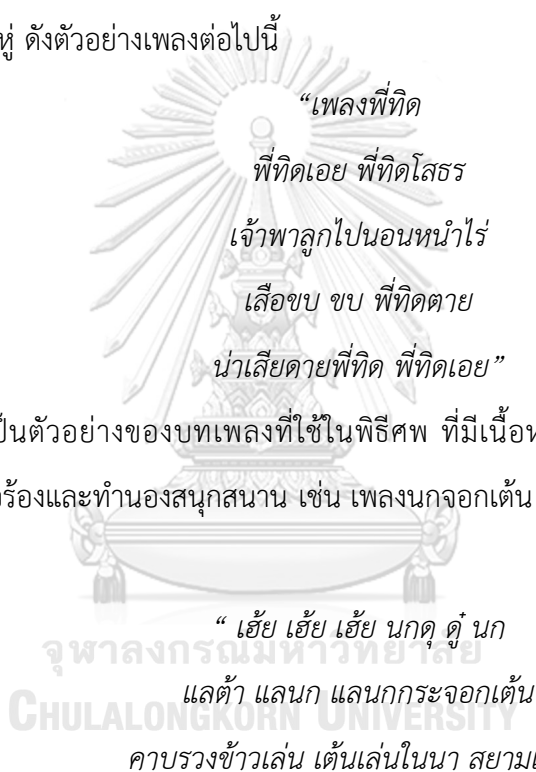 หู่ ดังตัวอย่างเพลงต่อไปนี้
“เพลงพี่ทิด
พี่ทิดเอย พี่ทิดโสธร
เจ้าพาลูกไปนอนหนำไร่
เสือขบ ขบ พี่ทิดตาย
น่าเสียดายพี่ทิด พี่ทิดเอย”
ป็นตัวอย่างของบทเพลงที่ใช้ในพิธีศพ ที่มีเนื้อห
อร้องและทำนองสนุกสนาน เช่น เพลงนกจอกเต้น
“ เฮ้ย เฮ้ย เฮ้ย นกดุ ดู๋ นก
จุฬาลงกรณ์มหาวิทยาลัย
แลต้า แลนก แลนกกระจอกเต้น
CHULALONGKORN UNIVERSITY
คาบรวงข้าวเล่น เต้นเล่นในนา สยามเ